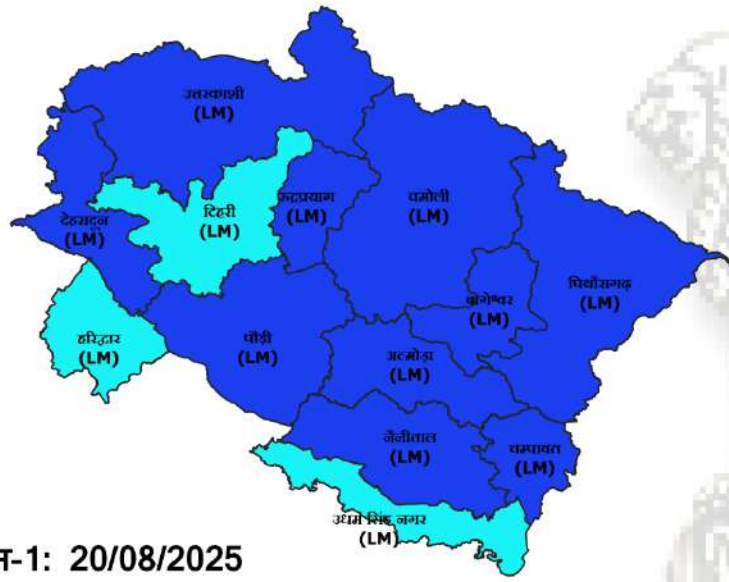 उत्तरकाशी
(LM)
टिहरी
(LM)
रुद्रप्रयाग
(LM)
चमोली
(LM)
देहरादून
(LM)
पिथौरागढ़
(LM)
बागेश्वर
(LM)
हरिद्वार
(LM)
पौड़ी
(LM)
अल्मोड़ा
(LM)
नैनीताल
(LM)
चम्पावत
(LM)
उधम सिंह नगर
(LM)
-1: 20/08/2025